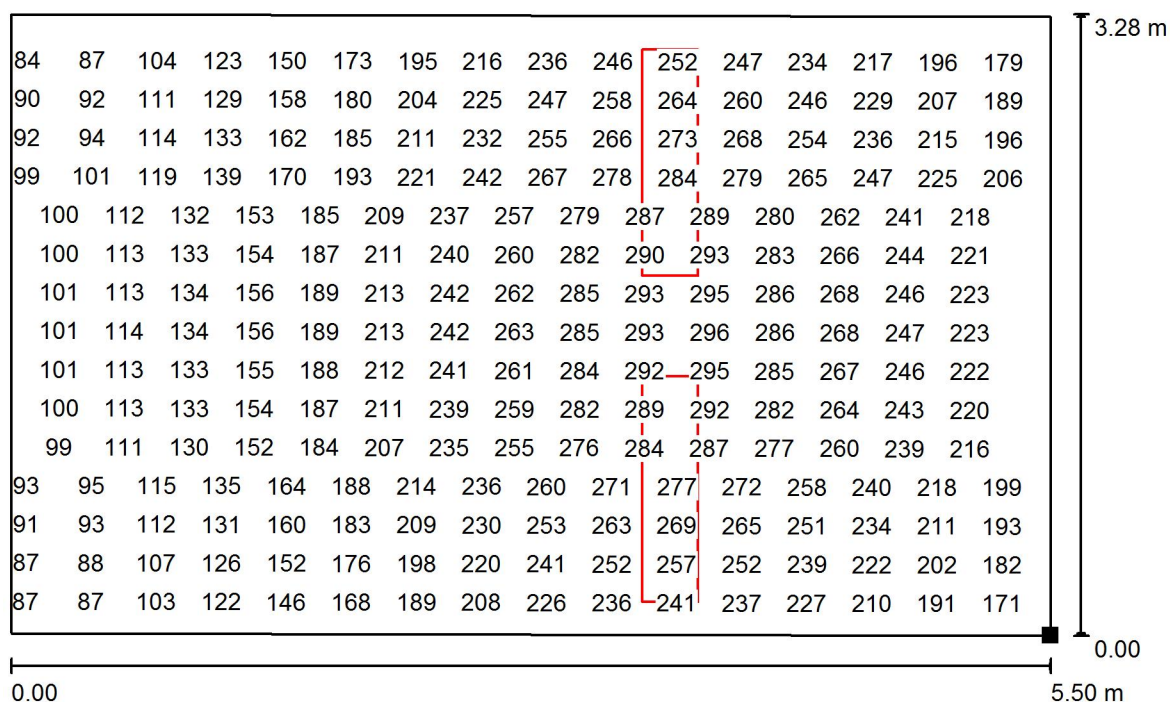 3.28 m
84 87 104 123 150 173 195 216 236 246 252 247 234 217 196 179
90 92 111 129 158 180 204 225 247 258 264 260 246 229 207 189
92 94 114 133 162 185 211 232 255 266 273 268 254 236 215 196
99 101 119 139 170 193 221 242 267 278 284 279 265 247 225 206
100 112 132 153 185 209 237 257 279 287 289 280 262 241 218
100 113 133 154 187 211 240 260 282 290 293 283 266 244 221
101 113 134 156 189 213 242 262 285 293 295 286 268 246 223
101 114 134 156 189 213 242 263 285 293 296 286 268 247 223
101 113 133 155 188 212 241 261 284 292 295 285 267 246 222
100 113 133 154 187 211 239 259 282 289 292 282 264 243 220
99 111 130 152 184 207 235 255 276 284 287 277 260 239 216
93 95 115 135 164 188 214 236 260 271 277 272 258 240 218 199
91 93 112 131 160 183 209 230 253 263 269 265 251 234 211 193
87 88 107 126 152 176 198 220 241 252 257 252 239 222 202 182
87 87 103 122 146 168 189 208 226 236 241 237 227 210 191 171
0.00
0.00 5.50 m